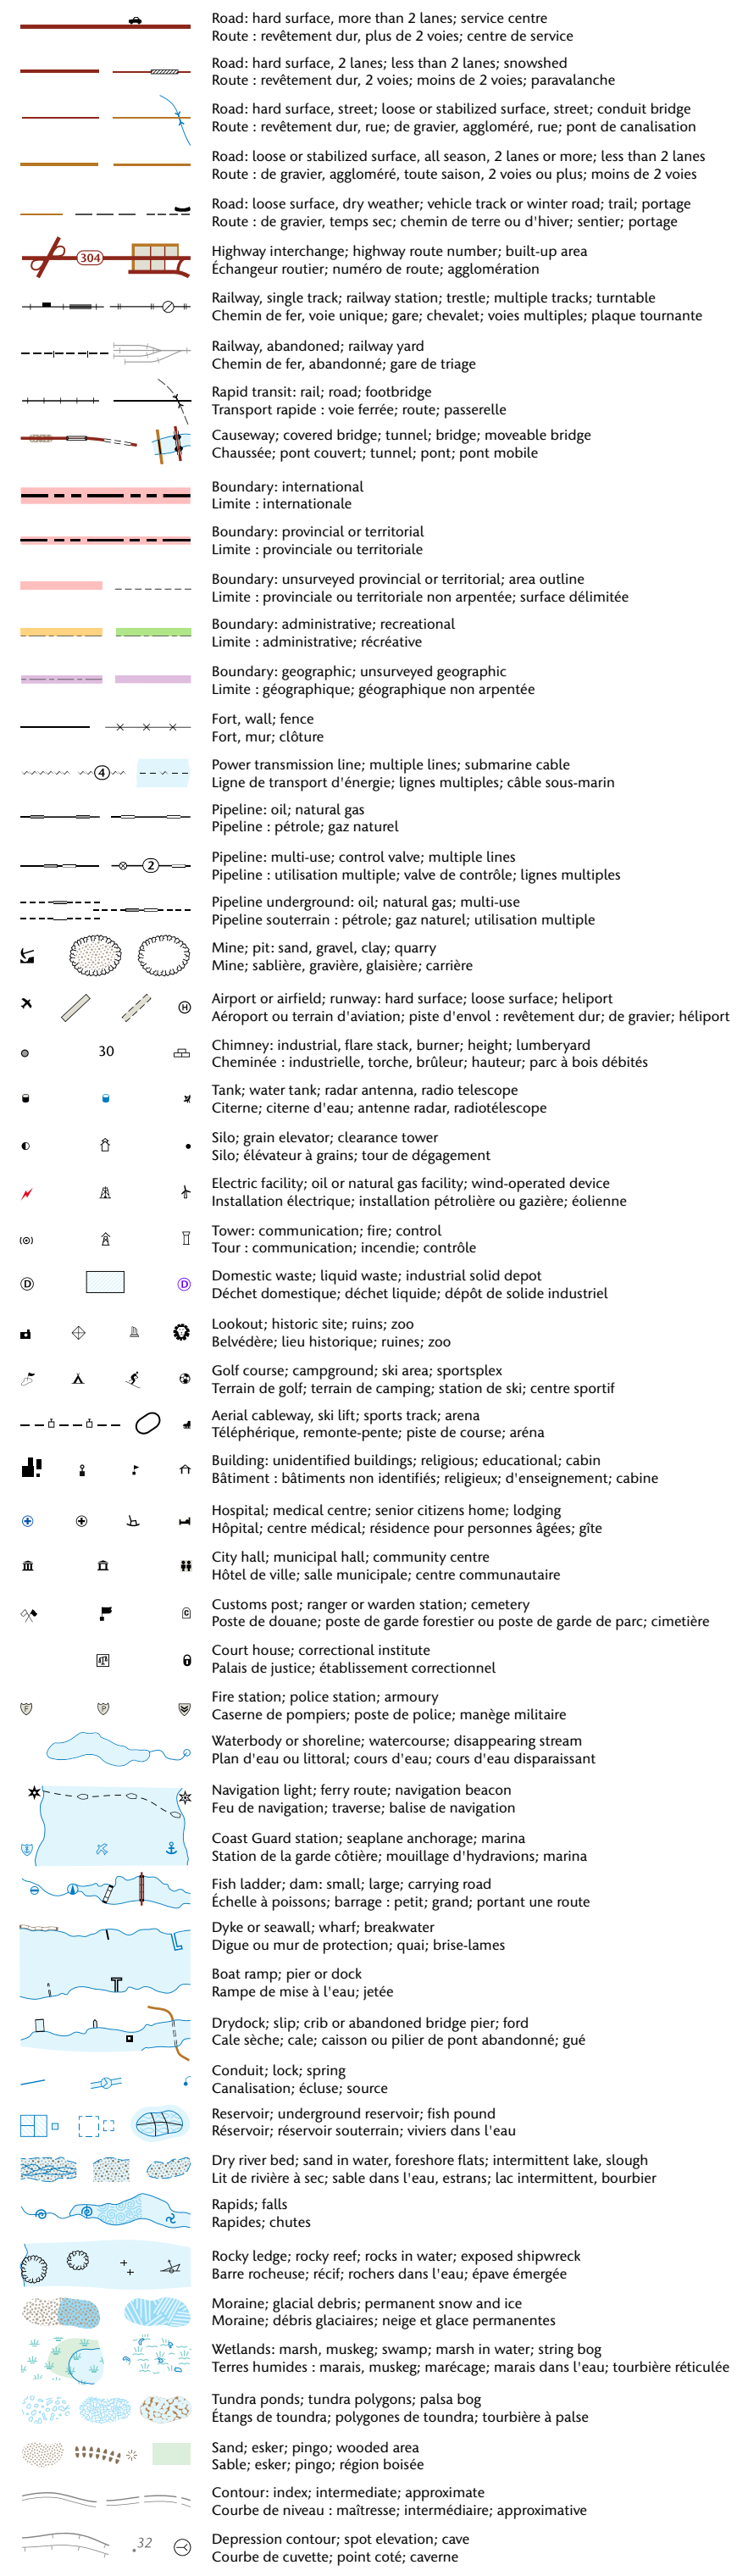 Road: hard surface, more than 2 lanes; service centre
Route : revêtement dur, plus de 2 voies; centre de service
Road: hard surface, 2 lanes; less than 2 lanes; snowshed
Route : revêtement dur, 2 voies; moins de 2 voies; paravalanche
Road: hard surface, street; loose or stabilized surface, street; conduit bridge
Route : revêtement dur, rue; de gravier, aggloméré, rue; pont de canalisation
Road: loose or stabilized surface, all season, 2 lanes or more; less than 2 lanes
Route : de gravier, aggloméré, toute saison, 2 voies ou plus; moins de 2 voies
Road: loose surface, dry weather; vehicle track or winter road; trail; portage
Route : de gravier, temps sec; chemin de terre ou d'hiver; sentier; portage
304
Highway interchange; highway route number; built-up area
Échangeur routier; numéro de route; agglomération
Railway, single track; railway station; trestle; multiple tracks; turntable
Chemin de fer, voie unique; gare; chevalet; voies multiples; plaque tournante
Railway, abandoned; railway yard
Chemin de fer, abandonné; gare de triage
Rapid transit: rail; road; footbridge
Transport rapide : voie ferrée; route; passerelle
Causeway; covered bridge; tunnel; bridge; moveable bridge
Chaussée; pont couvert; tunnel; pont; pont mobile
Boundary: international
Limite : internationale
Boundary: provincial or territorial
Limite : provinciale ou territoriale
Boundary: unsurveyed provincial or territorial; area outline
Limite : provinciale ou territoriale non arpentée; surface délimitée
Boundary: administrative; recreational
Limite : administrative; récréative
Boundary: geographic; unsurveyed geographic
Limite : géographique; géographique non arpentée
Fort, wall; fence
Fort, mur; clôture
4
Power transmission line; multiple lines; submarine cable
Ligne de transport d'énergie; lignes multiples; câble sous-marin
Pipeline: oil; natural gas
Pipeline : pétrole; gaz naturel
2
Pipeline: multi-use; control valve; multiple lines
Pipeline : utilisation multiple; valve de contrôle; lignes multiples
Pipeline underground: oil; natural gas; multi-use
Pipeline souterrain : pétrole; gaz naturel; utilisation multiple
Mine; pit: sand, gravel, clay; quarry
Mine; sablière, gravière, glaisière; carrière
H
Airport or airfield; runway: hard surface; loose surface; heliport
Aéroport ou terrain d'aviation; piste d'envol : revêtement dur; de gravier; héliport
30
Chimney: industrial, flare stack, burner; height; lumberyard
Cheminée : industrielle, torche, brûleur; hauteur; parc à bois débités
Tank; water tank; radar antenna, radio telescope
Citerne; citerne d'eau; antenne radar, radiotélescope
Silo; grain elevator; clearance tower
Silo; élévateur à grains; tour de dégagement
Electric facility; oil or natural gas facility; wind-operated device
Installation électrique; installation pétrolière ou gazière; éolienne
Tower: communication; fire; control
Tour : communication; incendie; contrôle
D D
Domestic waste; liquid waste; industrial solid depot
Déchet domestique; déchet liquide; dépôt de solide industriel
Lookout; historic site; ruins; zoo
Belvédère; lieu historique; ruines; zoo
Golf course; campground; ski area; sportsplex
Terrain de golf; terrain de camping; station de ski; centre sportif
Aerial cableway, ski lift; sports track; arena
Téléphérique, remonte-pente; piste de course; aréna
Building: unidentified buildings; religious; educational; cabin
Bâtiment : bâtiments non identifiés; religieux; d'enseignement; cabine
Hospital; medical centre; senior citizens home; lodging
Hôpital; centre médical; résidence pour personnes âgées; gîte
City hall; municipal hall; community centre
Hôtel de ville; salle municipale; centre communautaire
C
Customs post; ranger or warden station; cemetery
Poste de douane; poste de garde forestier ou poste de garde de parc; cimetière
Court house; correctional institute
Palais de justice; établissement correctionnel
F P
Fire station; police station; armoury
Caserne de pompiers; poste de police; manège militaire
Waterbody or shoreline; watercourse; disappearing stream
Plan d'eau ou littoral; cours d'eau; cours d'eau disparaissant
Navigation light; ferry route; navigation beacon
Feu de navigation; traverse; balise de navigation
Coast Guard station; seaplane anchorage; marina
Station de la garde côtière; mouillage d'hydravions; marina
Fish ladder; dam: small; large; carrying road
Échelle à poissons; barrage : petit; grand; portant une route
Dyke or seawall; wharf; breakwater
Digue ou mur de protection; quai; brise-lames
Boat ramp; pier or dock
Rampe de mise à l'eau; jetée
Drydock; slip; crib or abandoned bridge pier; ford
Cale sèche; cale; caisson ou pilier de pont abandonné; gué
Conduit; lock; spring
Canalisation; écluse; source
Reservoir; underground reservoir; fish pound
Réservoir; réservoir souterrain; viviers dans l'eau
Dry river bed; sand in water, foreshore flats; intermittent lake, slough
Lit de rivière à sec; sable dans l'eau, estrans; lac intermittent, bourbier
Rapids; falls
Rapides; chutes
Rocky ledge; rocky reef; rocks in water; exposed shipwreck
Barre rocheuse; récif; rochers dans l'eau; épave émergée
Moraine; glacial debris; permanent snow and ice
Moraine; débris glaciaires; neige et glace permanentes
Wetlands: marsh, muskeg; swamp; marsh in water; string bog
Terres humides : marais, muskeg; marécage; marais dans l'eau; tourbière réticulée
Tundra ponds; tundra polygons; palsa bog
Étangs de toundra; polygones de toundra; tourbière à palse
Sand; esker; pingo; wooded area
Sable; esker; pingo; région boisée
Contour: index; intermediate; approximate
Courbe de niveau : maîtresse; intermédiaire; approximative
.32
Depression contour; spot elevation; cave
Courbe de cuvette; point coté; caverne